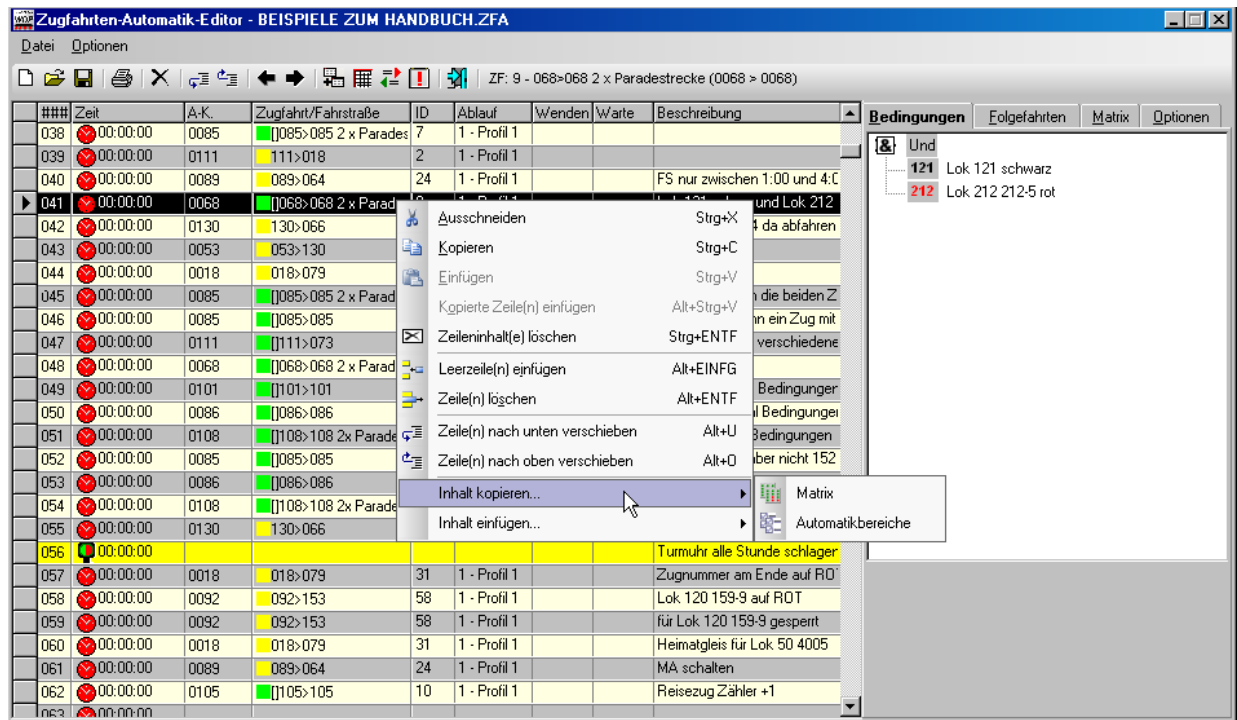 Zugfahrten-Automatik-Editor - BEISPIELE ZUM HANDBUCH.ZFA
Datei Optionen
ZF: 9 - 068>068 2 x Paradestrecke (0068 > 0068)
### Zeit A-K. Zugfahrt/Fahrstraße ID Ablauf Wenden Warte Beschreibung
038 00:00:00 0085 []085>085 2 x Parades 7 1 - Profil 1
039 00:00:00 0111 111>018 2 1 - Profil 1
040 00:00:00 0089 089>064 24 1 - Profil 1 FS nur zwischen 1:00 und 4:0
041 00:00:00 0068 []068>068 2 x Parad und Lok 212
042 00:00:00 0130 130>066 4 da abfahren
043 00:00:00 0053 053>130
044 00:00:00 0018 018>079
045 00:00:00 0085 []085>085 2 x Parad die beiden Z
046 00:00:00 0085 []085>085 nn ein Zug mit
047 00:00:00 0111 []111>073 verschiedene
048 00:00:00 0068 []068>068 2 x Parad
049 00:00:00 0101 []101>101 Bedingunger
050 00:00:00 0086 []086>086 Bedingungen
051 00:00:00 0108 []108>108 2x Parade Bedingungen
052 00:00:00 0085 []085>085 ber nicht 152
053 00:00:00 0086 []086>086
054 00:00:00 0108 []108>108 2x Parade
055 00:00:00 0130 130>066
056 00:00:00 Turmuhr alle Stunde schlager
057 00:00:00 0018 018>079 31 1 - Profil 1 Zugnummer am Ende auf ROT
058 00:00:00 0092 092>153 58 1 - Profil 1 Lok 120 159-9 auf ROT
059 00:00:00 0092 092>153 58 1 - Profil 1 für Lok 120 159-9 gesperrt
060 00:00:00 0018 018>079 31 1 - Profil 1 Heimatgleis für Lok 50 4005
061 00:00:00 0089 089>064 24 1 - Profil 1 MA schalten
062 00:00:00 0105 []105>105 10 1 - Profil 1 Reisezug Zähler +1
063 00:00:00
Ausschneiden Strg+X
Kopieren Strg+C
Einfügen Strg+V
Kopierte Zeile(n) einfügen Alt+Strg+V
Zeileninhalt(e) löschen Strg+ENTF
Leerzeile(n) einfügen Alt+EINFG
Zeile(n) löschen Alt+ENTF
Zeile(n) nach unten verschieben Alt+U
Zeile(n) nach oben verschieben Alt+O
Inhalt kopieren...
Inhalt einfügen...
Matrix
Automatikbereiche
Bedingungen Folgefahrten Matrix Optionen
& Und
121 Lok 121 schwarz
212 Lok 212 212-5 rot